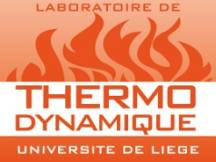 LABORATOIRE DE
THERMO
DYNAMIQUE
UNIVERSITE DE LIEGE